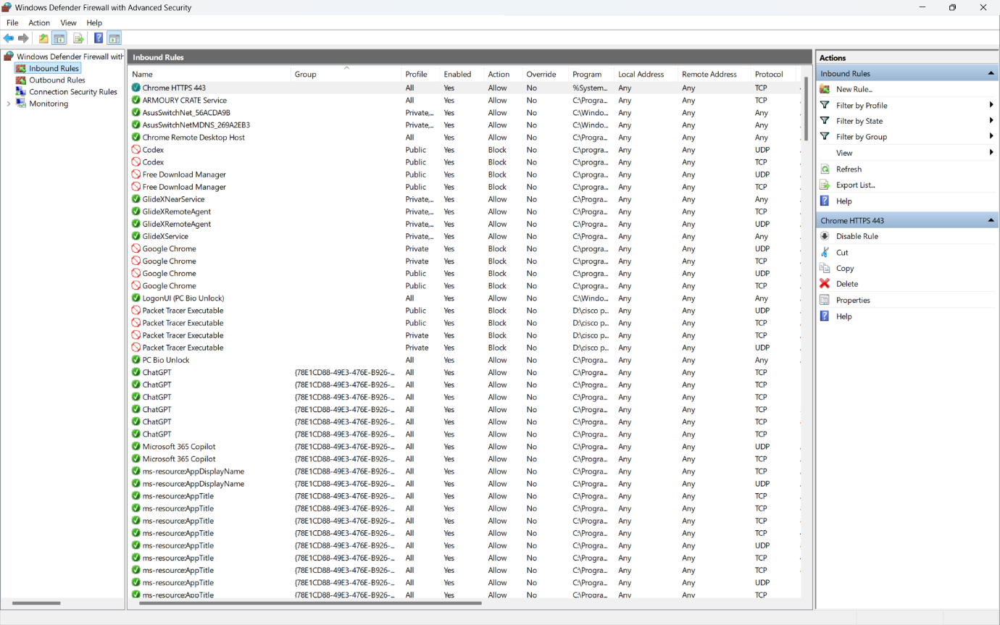 Windows Defender Firewall with Advanced Security
File Action View Help
Windows Defender Firewall with
Inbound Rules
Outbound Rules
Connection Security Rules
Monitoring
Inbound Rules
Name Group Profile Enabled Action Override Program Local Address Remote Address Protocol
Chrome HTTPS 443 All Yes Allow No %System... Any Any TCP
ARMOURY CRATE Service All Yes Allow No C:\Progra... Any Any TCP
AsusSwitchNet_56ACDA9B Private,... Yes Allow No C:\Windo... Any Any Any
AsusSwitchNetMDNS_269A2EB3 Private,... Yes Allow No C:\Windo... Any Any Any
Chrome Remote Desktop Host All Yes Allow No C:\Progra... Any Any Any
Codex Public Yes Block No C:\progra... Any Any UDP
Codex Public Yes Block No C:\progra... Any Any TCP
Free Download Manager Public Yes Block No C:\progra... Any Any UDP
Free Download Manager Public Yes Block No C:\progra... Any Any TCP
GlideXNearService Private,... Yes Allow No C:\Progra... Any Any Any
GlideXRemoteAgent Private,... Yes Allow No C:\Progra... Any Any TCP
GlideXRemoteAgent Private,... Yes Allow No C:\Progra... Any Any UDP
GlideXService Private,... Yes Allow No C:\Progra... Any Any Any
Google Chrome Private Yes Block No C:\progra... Any Any UDP
Google Chrome Private Yes Block No C:\progra... Any Any TCP
Google Chrome Public Yes Block No C:\progra... Any Any UDP
Google Chrome Public Yes Block No C:\progra... Any Any TCP
LogonUI (PC Bio Unlock) All Yes Allow No C:\Windo... Any Any Any
Packet Tracer Executable Public Yes Block No D:\cisco p... Any Any UDP
Packet Tracer Executable Public Yes Block No D:\cisco p... Any Any TCP
Packet Tracer Executable Private Yes Block No D:\cisco p... Any Any TCP
Packet Tracer Executable Private Yes Block No D:\cisco p... Any Any UDP
PC Bio Unlock All Yes Allow No C:\Progra... Any Any Any
ChatGPT {78E1CD88-49E3-476E-B926-... All Yes Allow No C:\Progra... Any Any TCP
ChatGPT {78E1CD88-49E3-476E-B926-... All Yes Allow No C:\Progra... Any Any TCP
ChatGPT {78E1CD88-49E3-476E-B926-... All Yes Allow No C:\Progra... Any Any TCP
ChatGPT {78E1CD88-49E3-476E-B926-... All Yes Allow No C:\Progra... Any Any TCP
ChatGPT {78E1CD88-49E3-476E-B926-... All Yes Allow No C:\Progra... Any Any TCP
ChatGPT {78E1CD88-49E3-476E-B926-... All Yes Allow No C:\Progra... Any Any TCP
Microsoft 365 Copilot {78E1CD88-49E3-476E-B926-... All Yes Allow No C:\Progra... Any Any UDP
Microsoft 365 Copilot {78E1CD88-49E3-476E-B926-... All Yes Allow No C:\Progra... Any Any TCP
ms-resource:AppDisplayName {78E1CD88-49E3-476E-B926-... All Yes Allow No C:\Progra... Any Any TCP
ms-resource:AppDisplayName {78E1CD88-49E3-476E-B926-... All Yes Allow No C:\Progra... Any Any UDP
ms-resource:AppTitle {78E1CD88-49E3-476E-B926-... All Yes Allow No C:\Progra... Any Any TCP
ms-resource:AppTitle {78E1CD88-49E3-476E-B926-... All Yes Allow No C:\Progra... Any Any TCP
ms-resource:AppTitle {78E1CD88-49E3-476E-B926-... All Yes Allow No C:\Progra... Any Any TCP
ms-resource:AppTitle {78E1CD88-49E3-476E-B926-... All Yes Allow No C:\Progra... Any Any TCP
ms-resource:AppTitle {78E1CD88-49E3-476E-B926-... All Yes Allow No C:\Progra... Any Any UDP
ms-resource:AppTitle {78E1CD88-49E3-476E-B926-... All Yes Allow No C:\Progra... Any Any TCP
ms-resource:AppTitle {78E1CD88-49E3-476E-B926-... All Yes Allow No C:\Progra... Any Any TCP
ms-resource:AppTitle {78E1CD88-49E3-476E-B926-... All Yes Allow No C:\Progra... Any Any UDP
ms-resource:AppTitle {78E1CD88-49E3-476E-B926-... All Yes Allow No C:\Progra... Any Any TCP
Actions
Inbound Rules
New Rule...
Filter by Profile
Filter by State
Filter by Group
View
Refresh
Export List...
Help
Chrome HTTPS 443
Disable Rule
Cut
Copy
Delete
Properties
Help